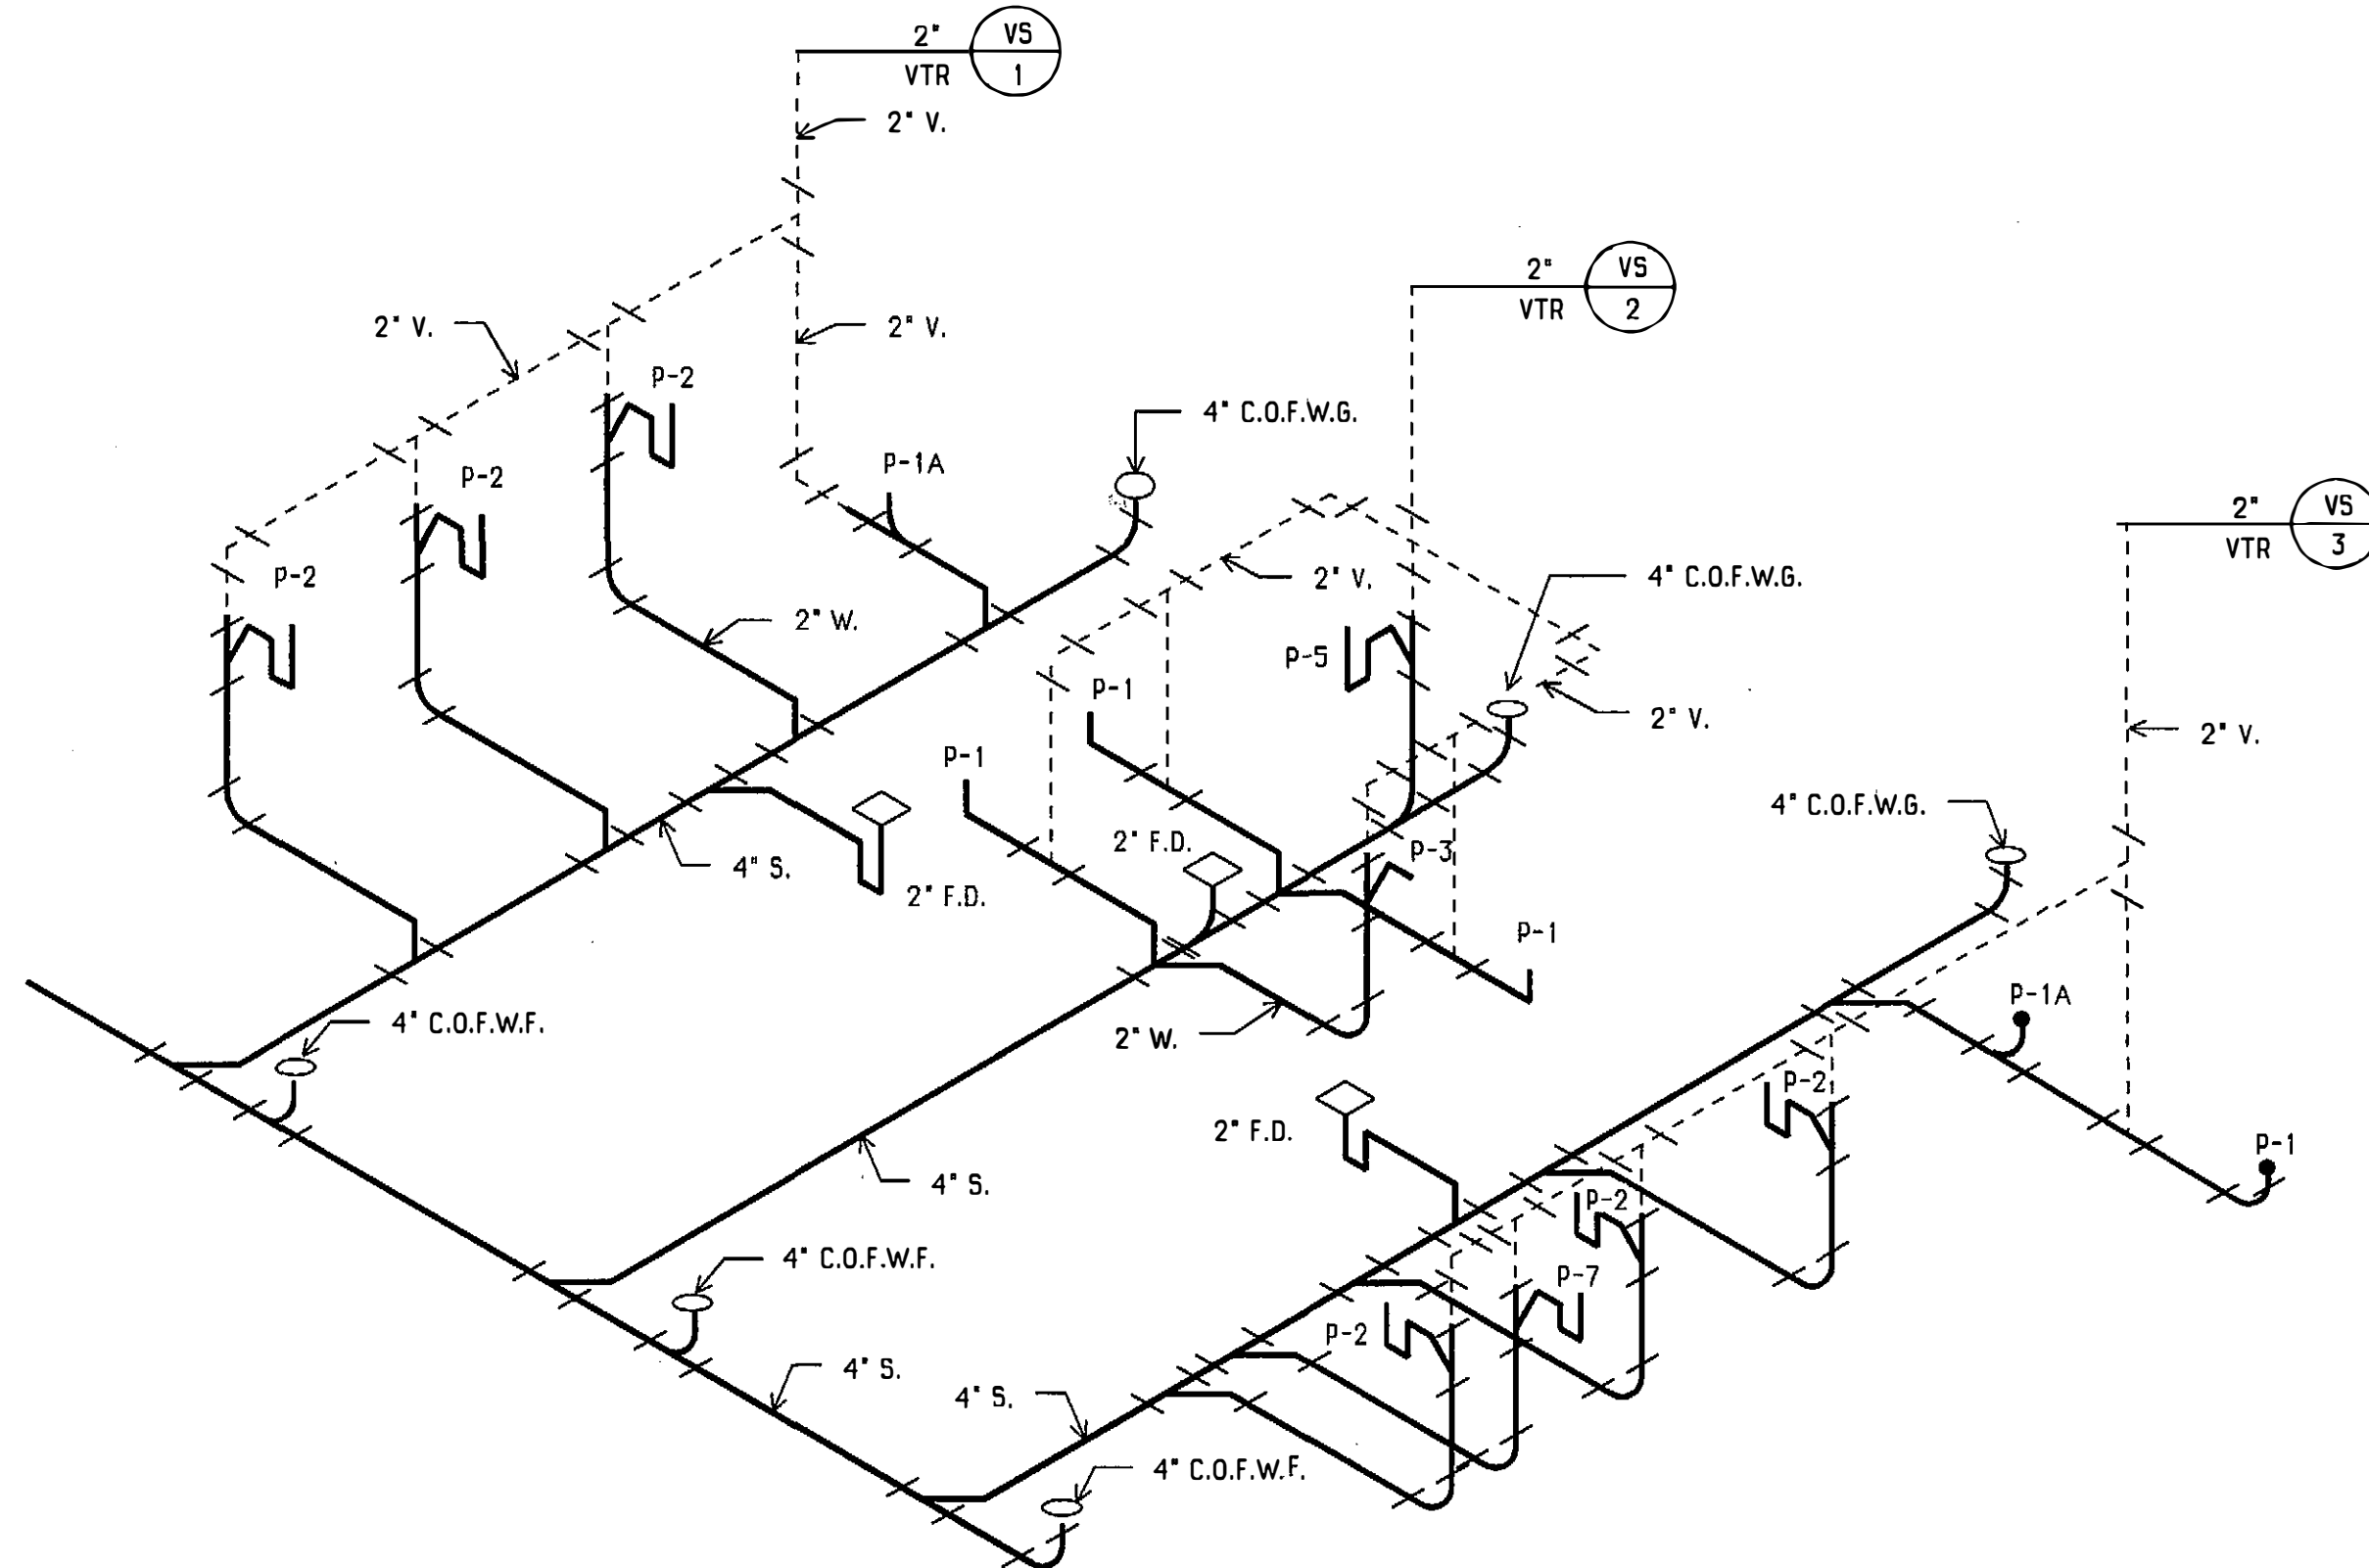 2" VS
VTR 1
2" V.
2" VS
VTR 2
2" V.
2" V.
P-2
4" C.O.F.W.G.
P-1A
P-2
2" VS
VTR 3
P-2
2" V.
4" C.O.F.W.G.
2" W.
P-5
P-1
2" V.
2" V.
P-1
4" C.O.F.W.G.
2" F.D.
P-3
4" S.
2" F.D.
P-1
P-1A
4" C.O.F.W.F.
2" W.
P-2
2" F.D.
P-1
4" S.
P-2
4" C.O.F.W.F.
P-7
P-2
4" S.
4" S.
4" C.O.F.W.F.